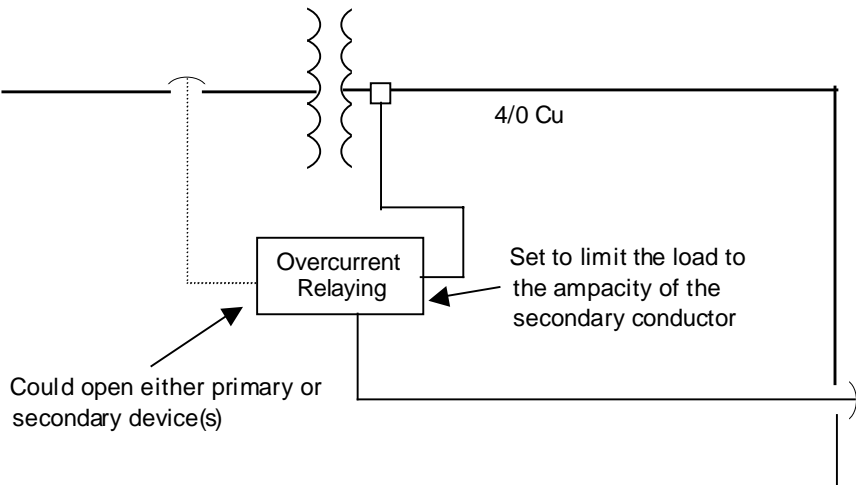 4/0 Cu
Overcurrent
Relaying
Set to limit the load to
the ampacity of the
secondary conductor
Could open either primary or
secondary device(s)